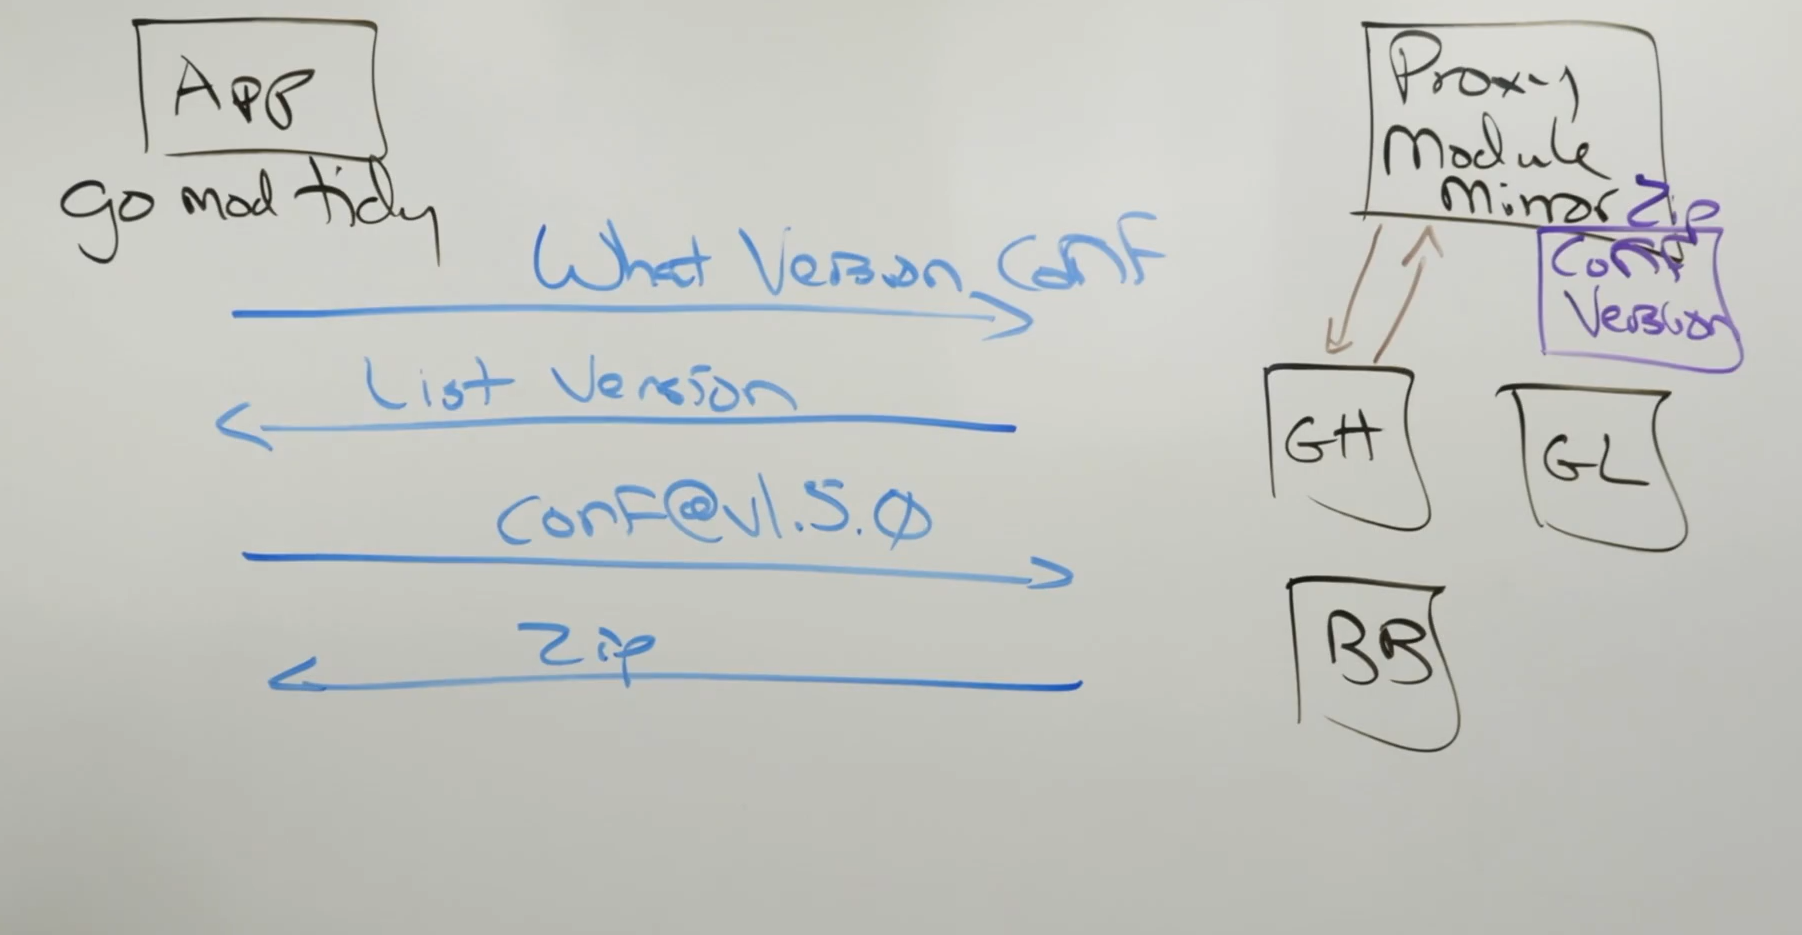 App
go mod tidy
Proxy
Module
Mirror Zip
Conf
Version
What Version Conf
List Version
Conf@v1.5.0
Zip
GH
GL
BB